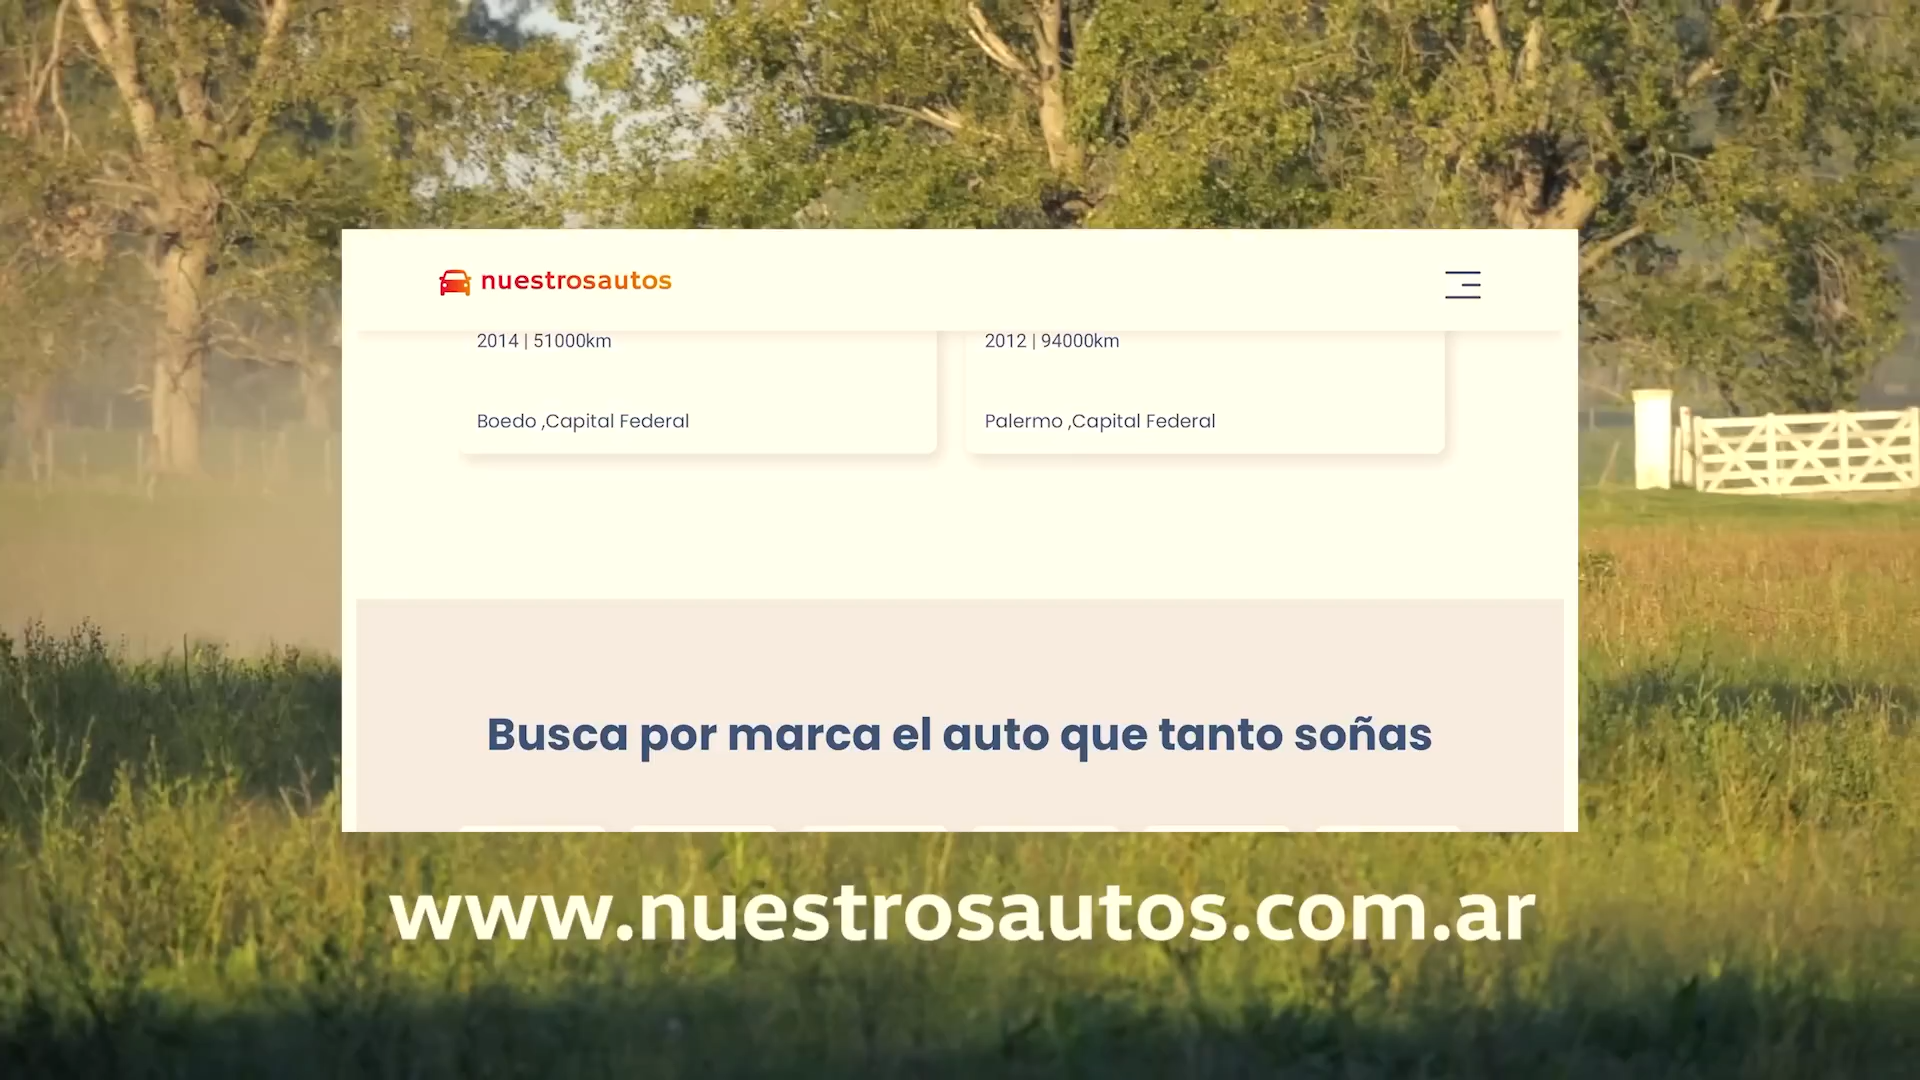 nuestrosautos
2014 | 51000km
2012 | 94000km
Boedo ,Capital Federal
Palermo ,Capital Federal
Busca por marca el auto que tanto soñas
www.nuestrosautos.com.ar